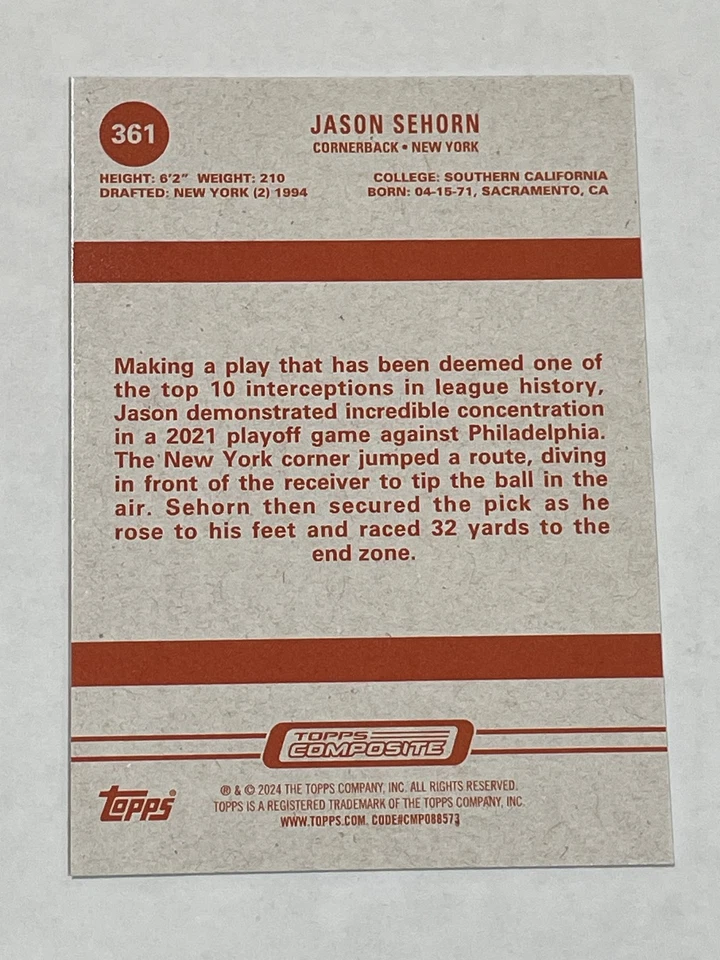 361
JASON SEHORN
CORNERBACK • NEW YORK
HEIGHT: 6'2" WEIGHT: 210
DRAFTED: NEW YORK (2) 1994
COLLEGE: SOUTHERN CALIFORNIA
BORN: 04-15-71, SACRAMENTO, CA
Making a play that has been deemed one of
the top 10 interceptions in league history,
Jason demonstrated incredible concentration
in a 2021 playoff game against Philadelphia.
The New York corner jumped a route, diving
in front of the receiver to tip the ball in the
air. Sehorn then secured the pick as he
rose to his feet and raced 32 yards to the
end zone.
TOPPS
COMPOSITE
topps
® & © 2024 THE TOPPS COMPANY, INC. ALL RIGHTS RESERVED.
TOPPS IS A REGISTERED TRADEMARK OF THE TOPPS COMPANY, INC.
WWW.TOPPS.COM. CODE#CMP088573